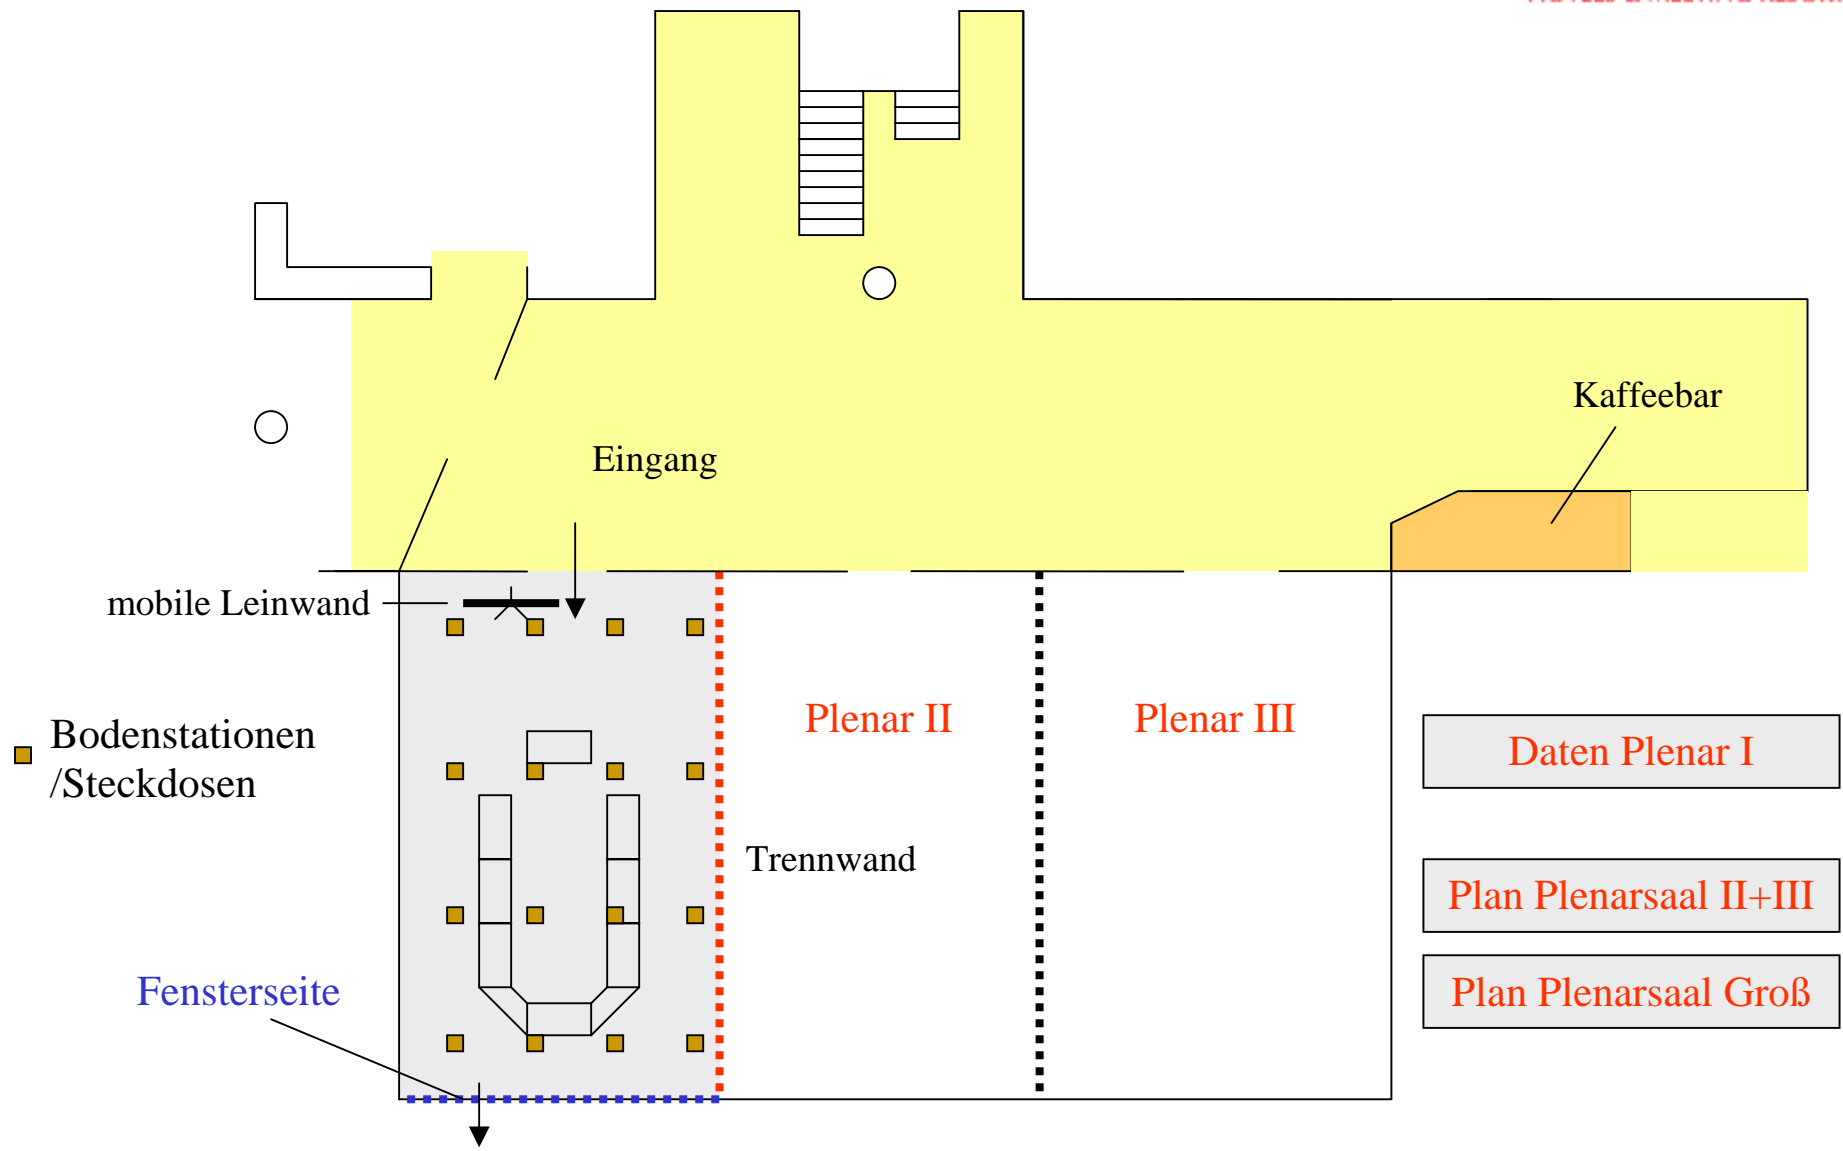 Kaffeebar
Eingang
mobile Leinwand
Bodenstationen
/Steckdosen
Plenar II
Plenar III
Daten Plenar I
Trennwand
Plan Plenarsaal II+III
Fensterseite
Plan Plenarsaal Groß